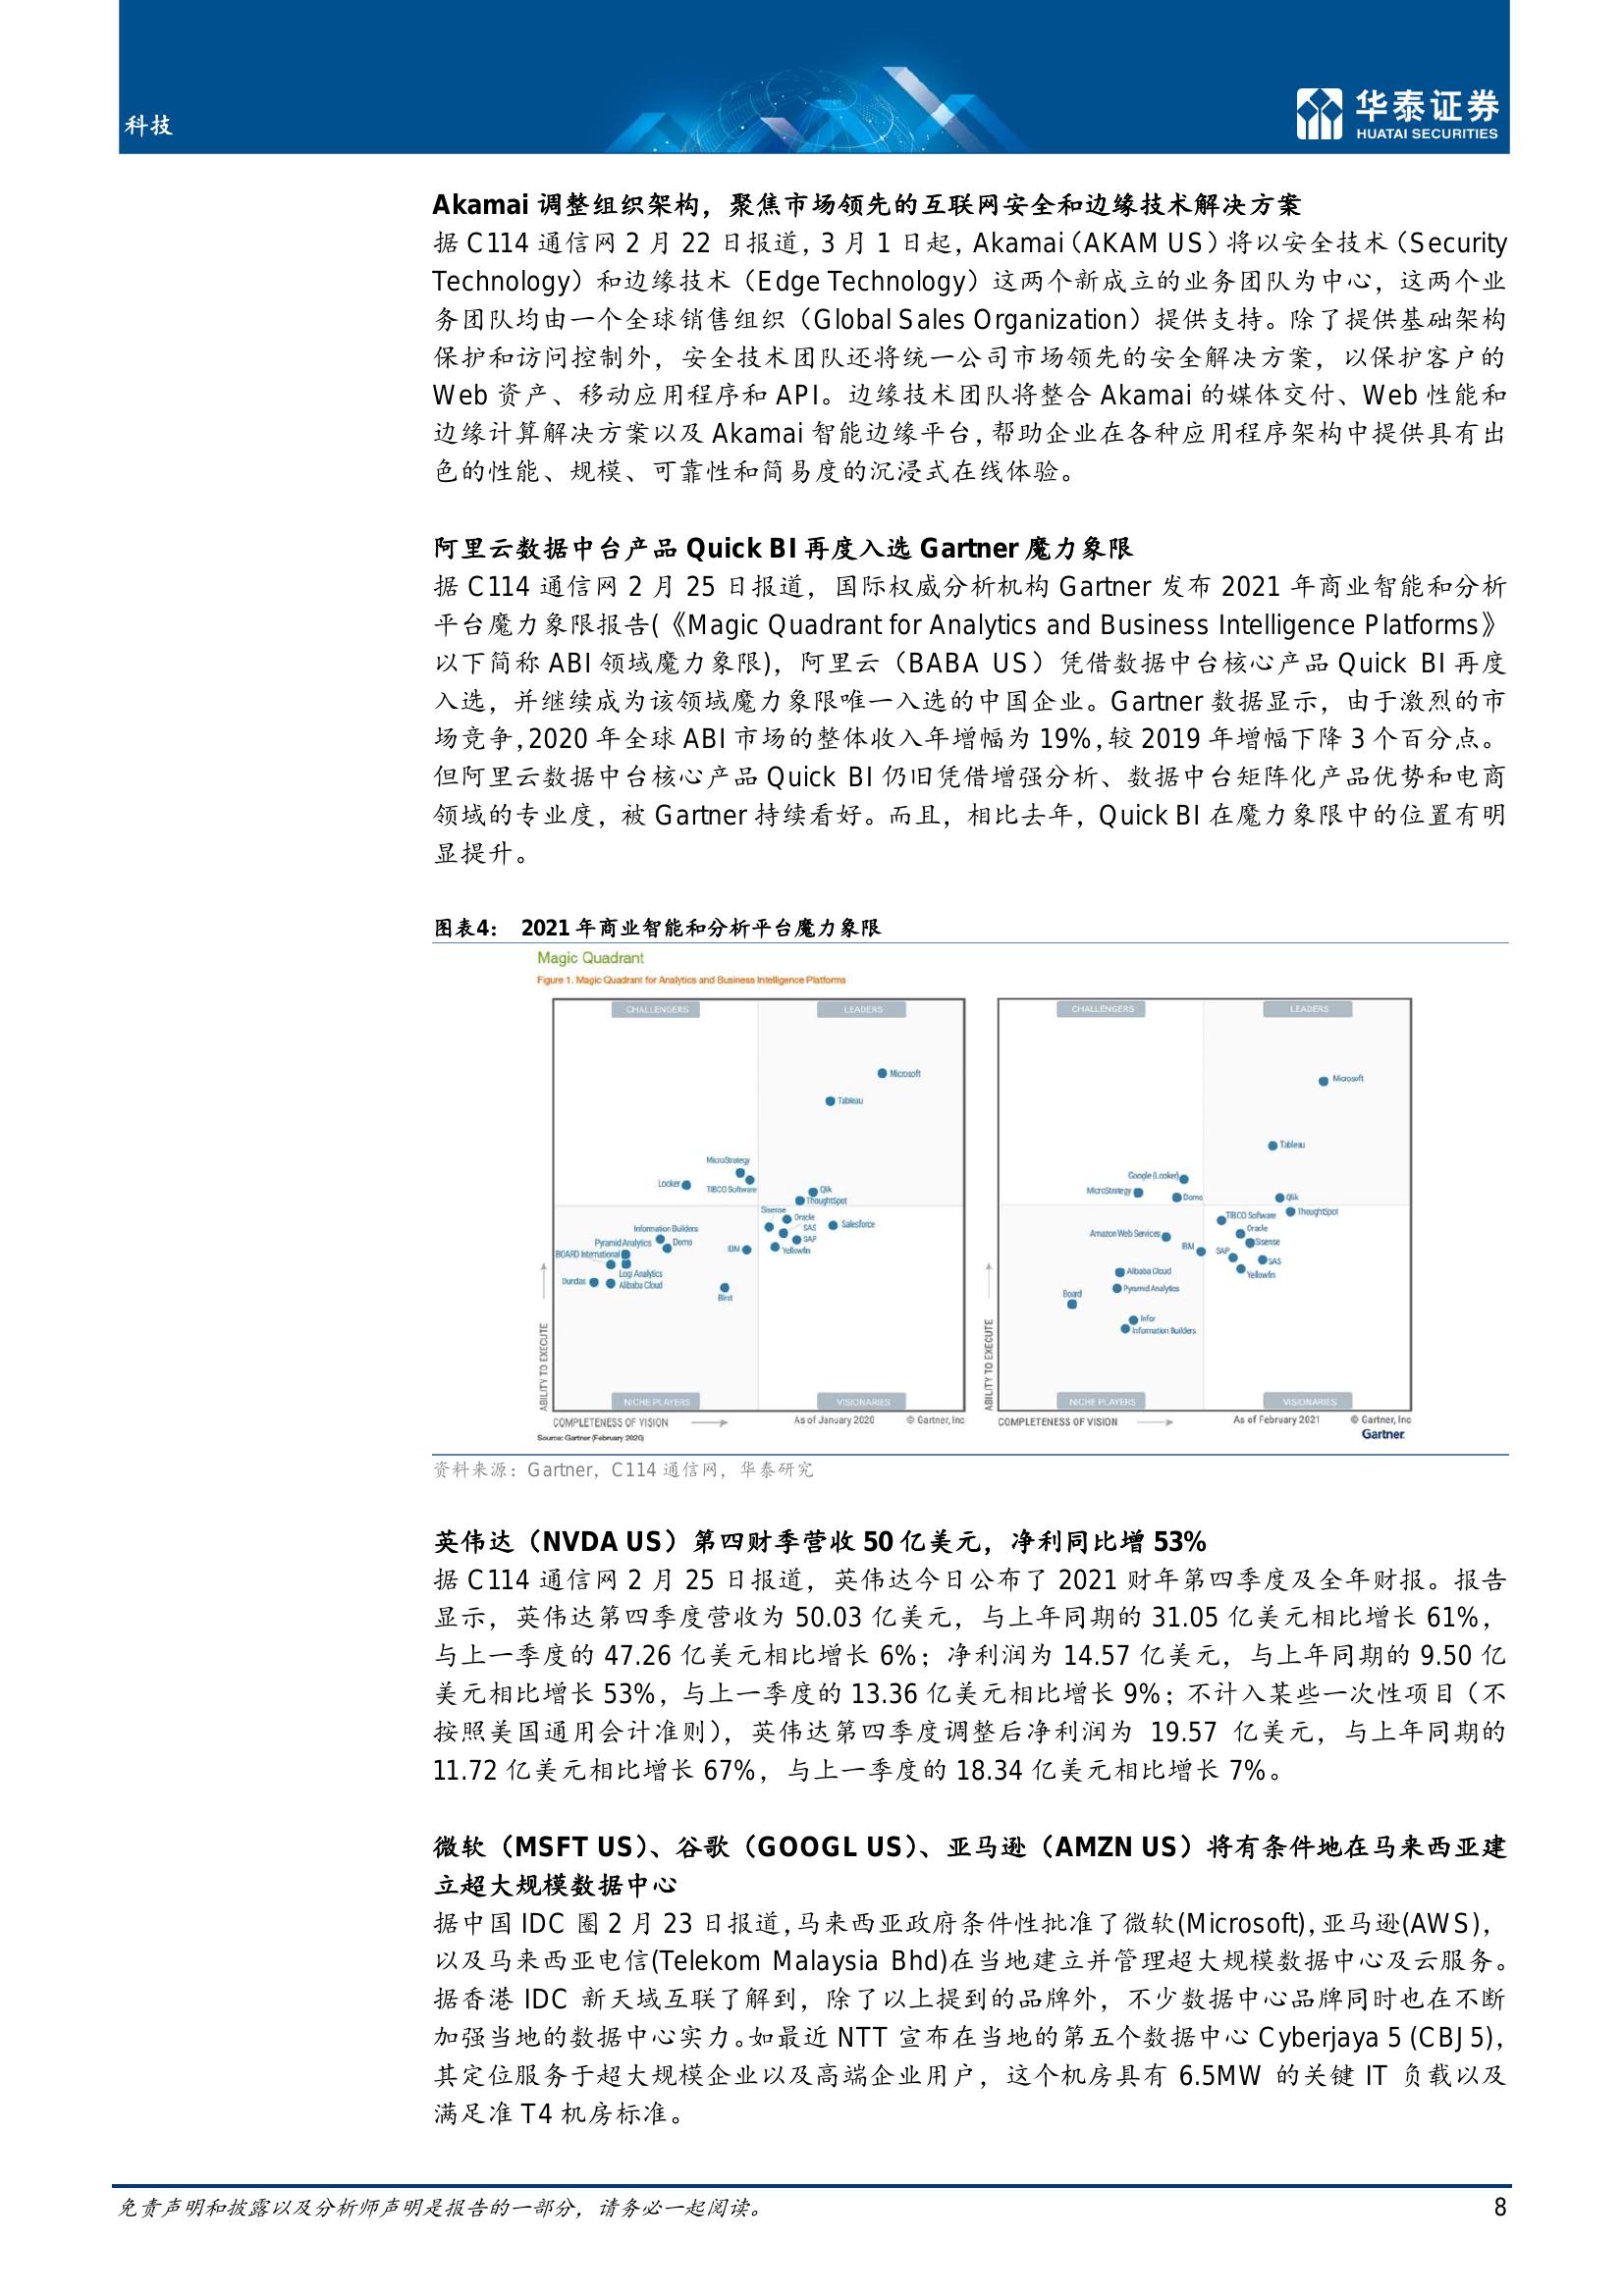 科技
华泰证券
HUATAI SECURITIES
Akamai 调整组织架构，聚焦市场领先的互联网安全和边缘技术解决方案
据 C114 通信网 2 月 22 日报道，3 月 1 日起，Akamai（AKAM US）将以安全技术（Security
Technology）和边缘技术（Edge Technology）这两个新成立的业务团队为中心，这两个业
务团队均由一个全球销售组织（Global Sales Organization）提供支持。除了提供基础架构
保护和访问控制外，安全技术团队还将统一公司市场领先的安全解决方案，以保护客户的
Web 资产、移动应用程序和 API。边缘技术团队将整合 Akamai 的媒体交付、Web 性能和
边缘计算解决方案以及 Akamai 智能边缘平台，帮助企业在各种应用程序架构中提供具有出
色的性能、规模、可靠性和简易度的沉浸式在线体验。
阿里云数据中台产品 Quick BI 再度入选 Gartner 魔力象限
据 C114 通信网 2 月 25 日报道，国际权威分析机构 Gartner 发布 2021 年商业智能和分析
平台魔力象限报告(《Magic Quadrant for Analytics and Business Intelligence Platforms》
以下简称 ABI 领域魔力象限)，阿里云（BABA US）凭借数据中台核心产品 Quick BI 再度
入选，并继续成为该领域魔力象限唯一入选的中国企业。Gartner 数据显示，由于激烈的市
场竞争，2020 年全球 ABI 市场的整体收入年增幅为 19%，较 2019 年增幅下降 3 个百分点。
但阿里云数据中台核心产品 Quick BI 仍旧凭借增强分析、数据中台矩阵化产品优势和电商
领域的专业度，被 Gartner 持续看好。而且，相比去年，Quick BI 在魔力象限中的位置有明
显提升。
图表4： 2021 年商业智能和分析平台魔力象限
Magic Quadrant
Figure 1. Magic Quadrant for Analytics and Business Intelligence Platforms
CHALLENGERS
LEADERS
Microsoft
Tableau
MicroStrategy
Looker
TIBCO Software
Qlik
ThoughtSpot
Sisense
Oracle
Salesforce
SAS
SAP
Yellowfin
IBM
Information Builders
Pyramid Analytics
Domo
BOARD International
Logi Analytics
Dundas
Alibaba Cloud
Birst
NICHE PLAYERS
VISIONARIES
ABILITY TO EXECUTE
COMPLETENESS OF VISION
As of January 2020
© Gartner, Inc
Source: Gartner (February 2020)
CHALLENGERS
LEADERS
Microsoft
Tableau
Google (Looker)
MicroStrategy
Domo
Qlik
ThoughtSpot
TIBCO Software
Oracle
Amazon Web Services
Sisense
IBM
SAP
SAS
Yellowfin
Alibaba Cloud
Pyramid Analytics
Board
Infor
Information Builders
NICHE PLAYERS
VISIONARIES
ABILITY TO EXECUTE
COMPLETENESS OF VISION
As of February 2021
© Gartner, Inc
Gartner
资料来源：Gartner，C114 通信网，华泰研究
英伟达（NVDA US）第四财季营收 50 亿美元，净利同比增 53%
据 C114 通信网 2 月 25 日报道，英伟达今日公布了 2021 财年第四季度及全年财报。报告
显示，英伟达第四季度营收为 50.03 亿美元，与上年同期的 31.05 亿美元相比增长 61%，
与上一季度的 47.26 亿美元相比增长 6%；净利润为 14.57 亿美元，与上年同期的 9.50 亿
美元相比增长 53%，与上一季度的 13.36 亿美元相比增长 9%；不计入某些一次性项目（不
按照美国通用会计准则），英伟达第四季度调整后净利润为 19.57 亿美元，与上年同期的
11.72 亿美元相比增长 67%，与上一季度的 18.34 亿美元相比增长 7%。
微软（MSFT US）、谷歌（GOOGL US）、亚马逊（AMZN US）将有条件地在马来西亚建
立超大规模数据中心
据中国 IDC 圈 2 月 23 日报道，马来西亚政府条件性批准了微软(Microsoft)，亚马逊(AWS)，
以及马来西亚电信(Telekom Malaysia Bhd)在当地建立并管理超大规模数据中心及云服务。
据香港 IDC 新天域互联了解到，除了以上提到的品牌外，不少数据中心品牌同时也在不断
加强当地的数据中心实力。如最近 NTT 宣布在当地的第五个数据中心 Cyberjaya 5 (CBJ5)，
其定位服务于超大规模企业以及高端企业用户，这个机房具有 6.5MW 的关键 IT 负载以及
满足准 T4 机房标准。
免责声明和披露以及分析师声明是报告的一部分，请务必一起阅读。
8